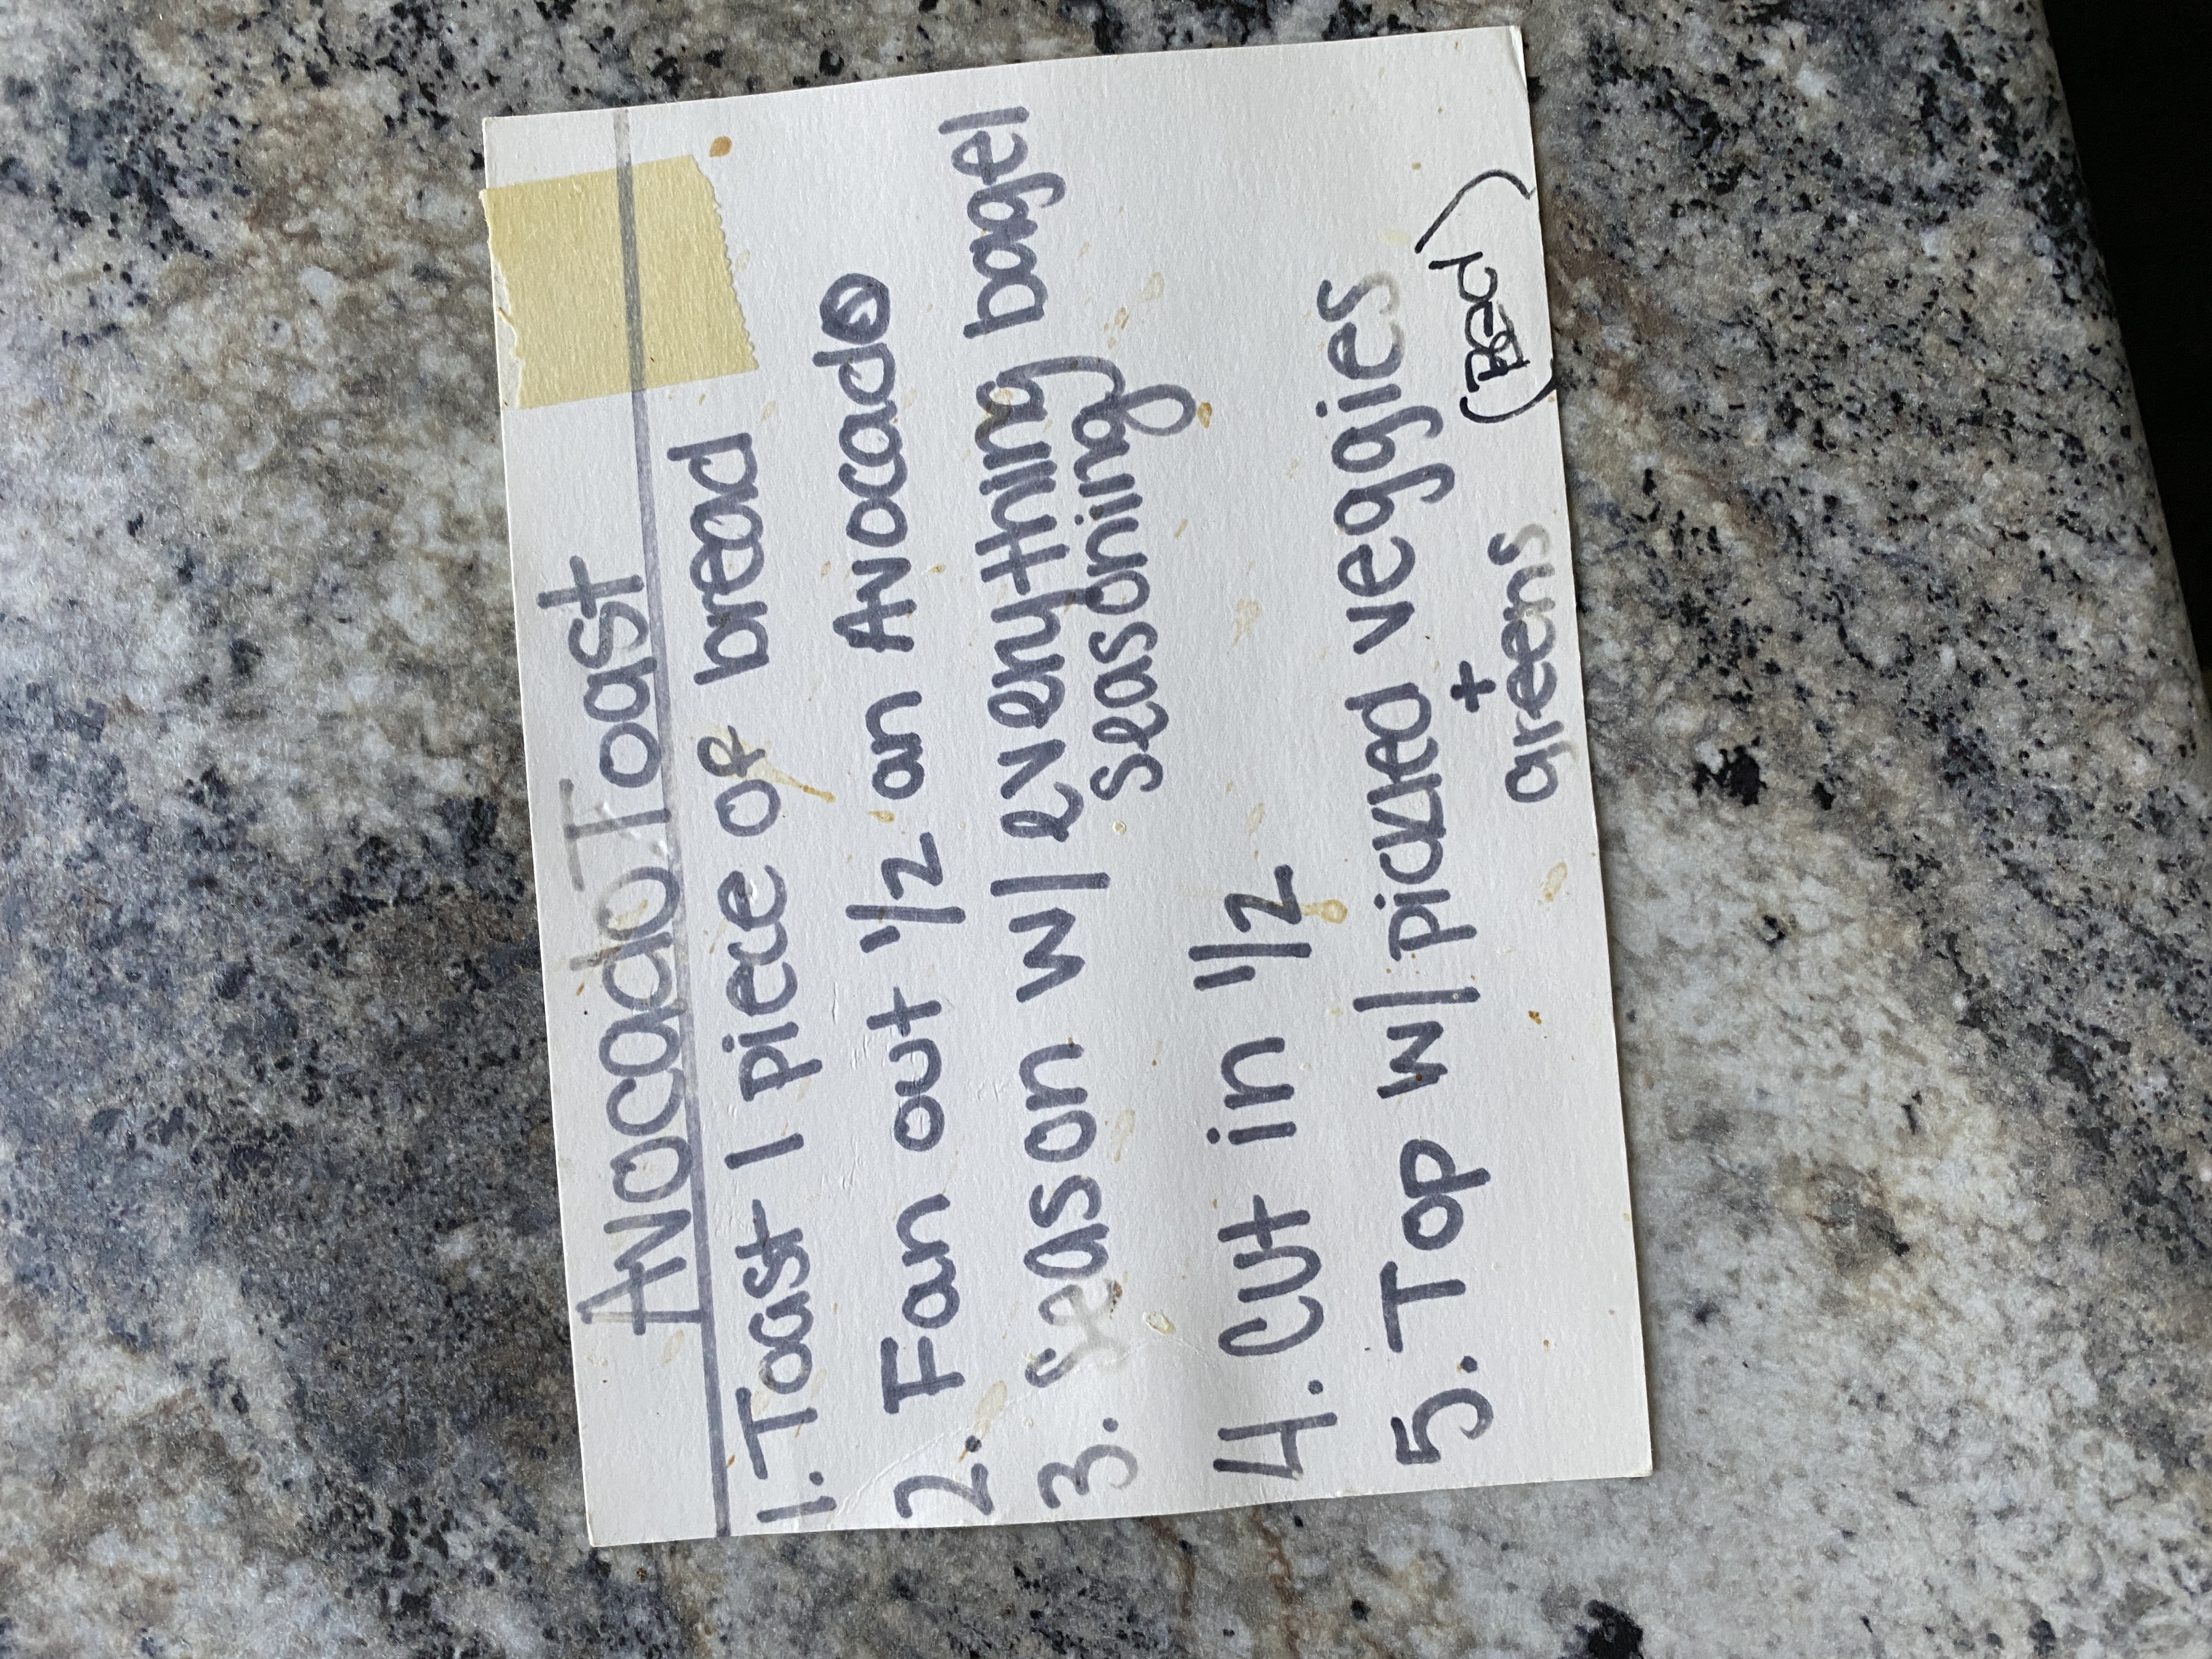 Avocado Toast
1. Toast 1 piece of bread
2. Fan out 1/2 an Avocado
3. Season w/ everything bagel
seasoning
4. Cut in 1/2
5. Top w/ pickled veggies
+
greens